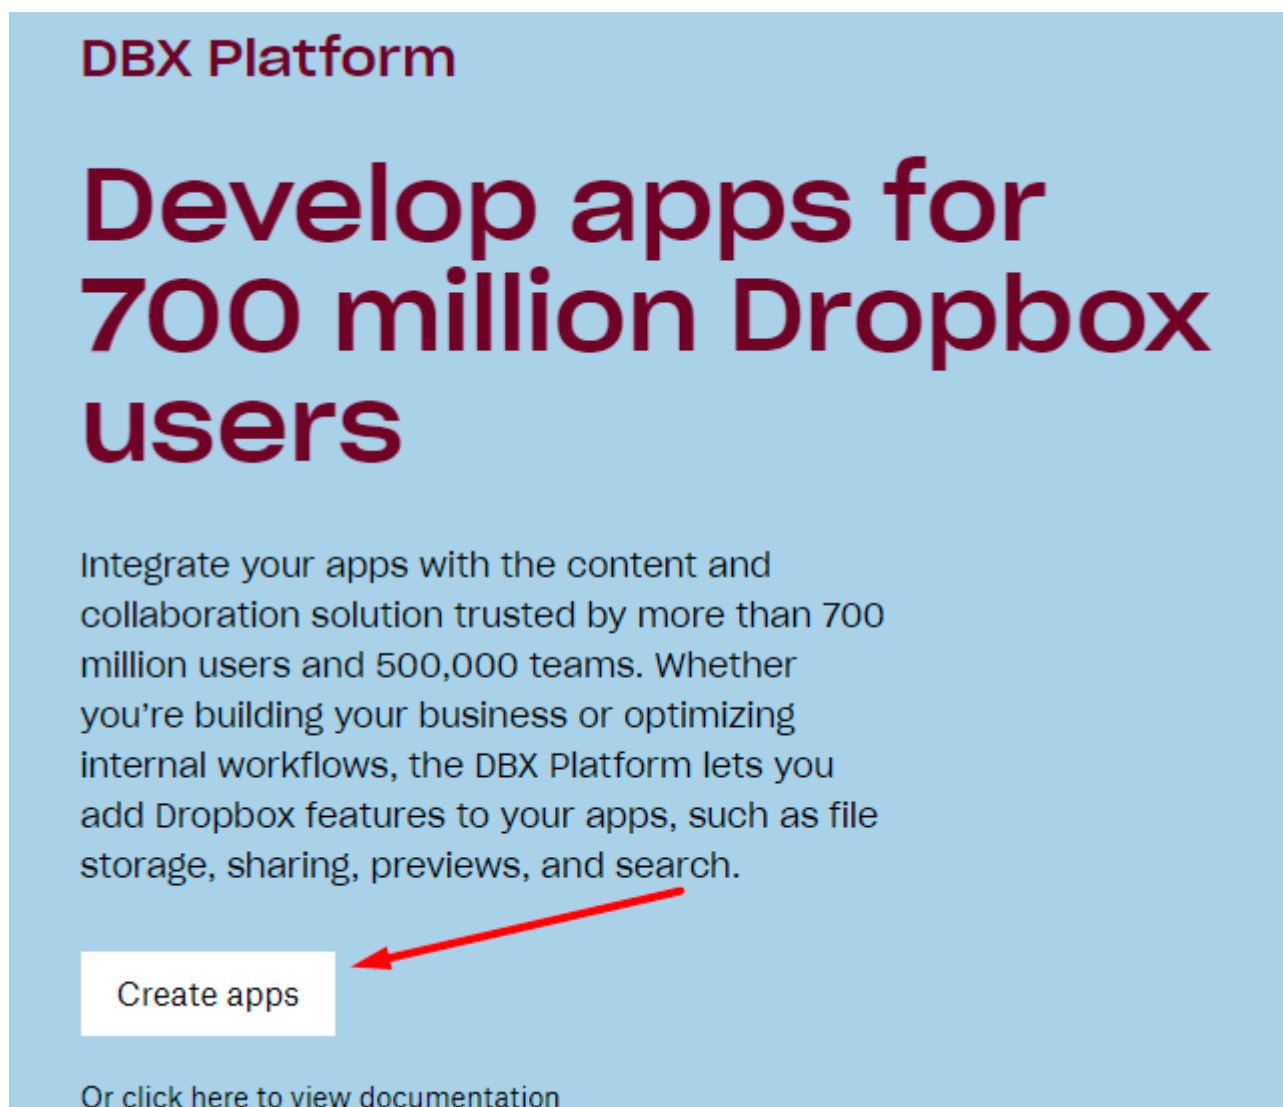 DBX Platform
Develop apps for
700 million Dropbox
users
Integrate your apps with the content and
collaboration solution trusted by more than 700
million users and 500,000 teams. Whether
you’re building your business or optimizing
internal workflows, the DBX Platform lets you
add Dropbox features to your apps, such as file
storage, sharing, previews, and search.
Create apps
Or click here to view documentation